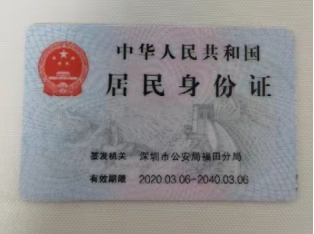 中华人民共和国
居民身份证
签发机关 深圳市公安局福田分局
有效期限 2020.03.06-2040.03.06